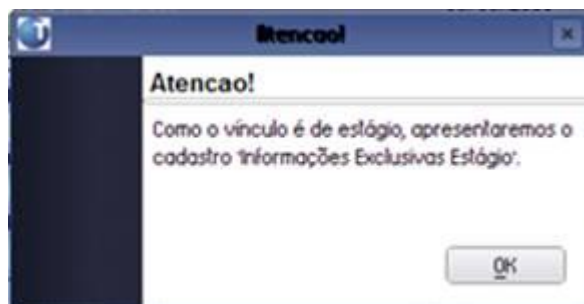 Atencao!
Atencao!
Como o vínculo é de estágio, apresentaremos o
cadastro 'Informações Exclusivas Estágio'.
OK